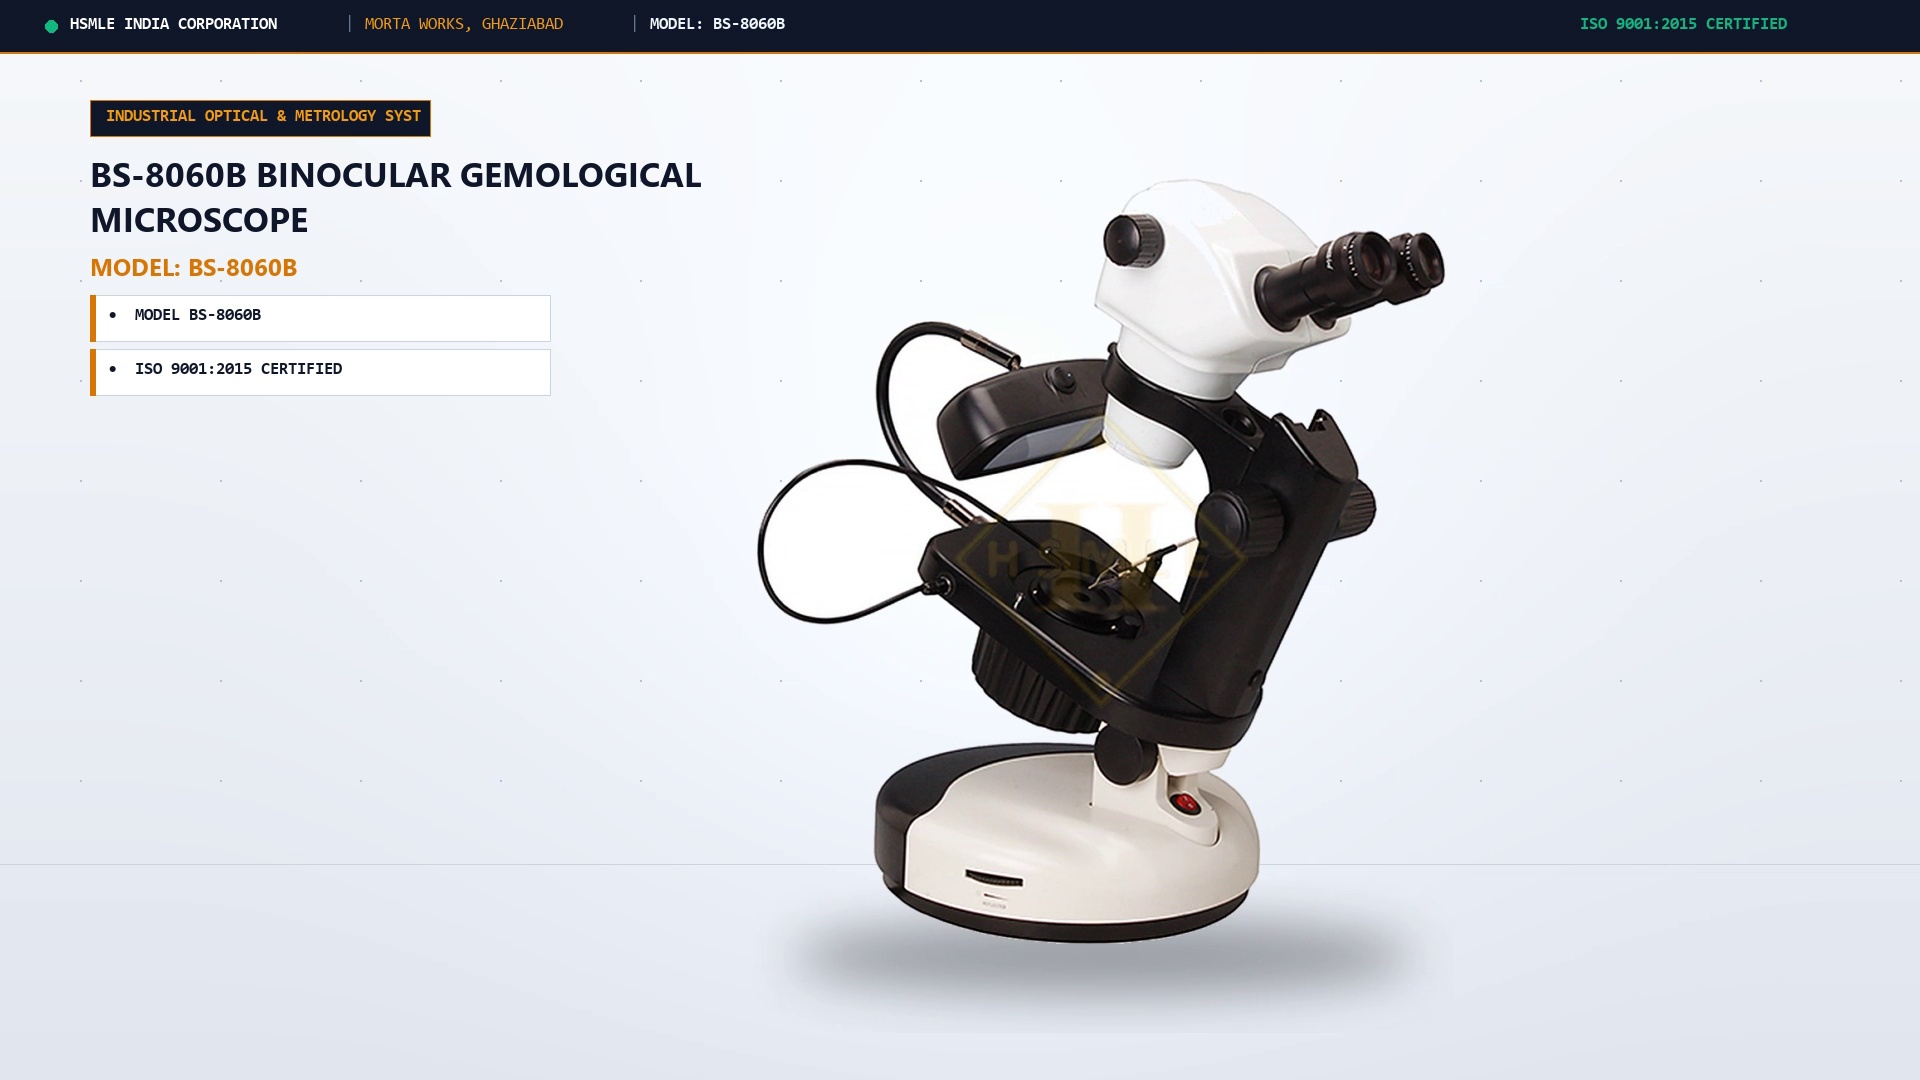 HSMLE INDIA CORPORATION
MORTA WORKS, GHAZIABAD
MODEL: BS-8060B
ISO 9001:2015 CERTIFIED
INDUSTRIAL OPTICAL & METROLOGY SYST
BS-8060B BINOCULAR GEMOLOGICAL
MICROSCOPE
MODEL: BS-8060B
• MODEL BS-8060B
• ISO 9001:2015 CERTIFIED
H
HSMLE